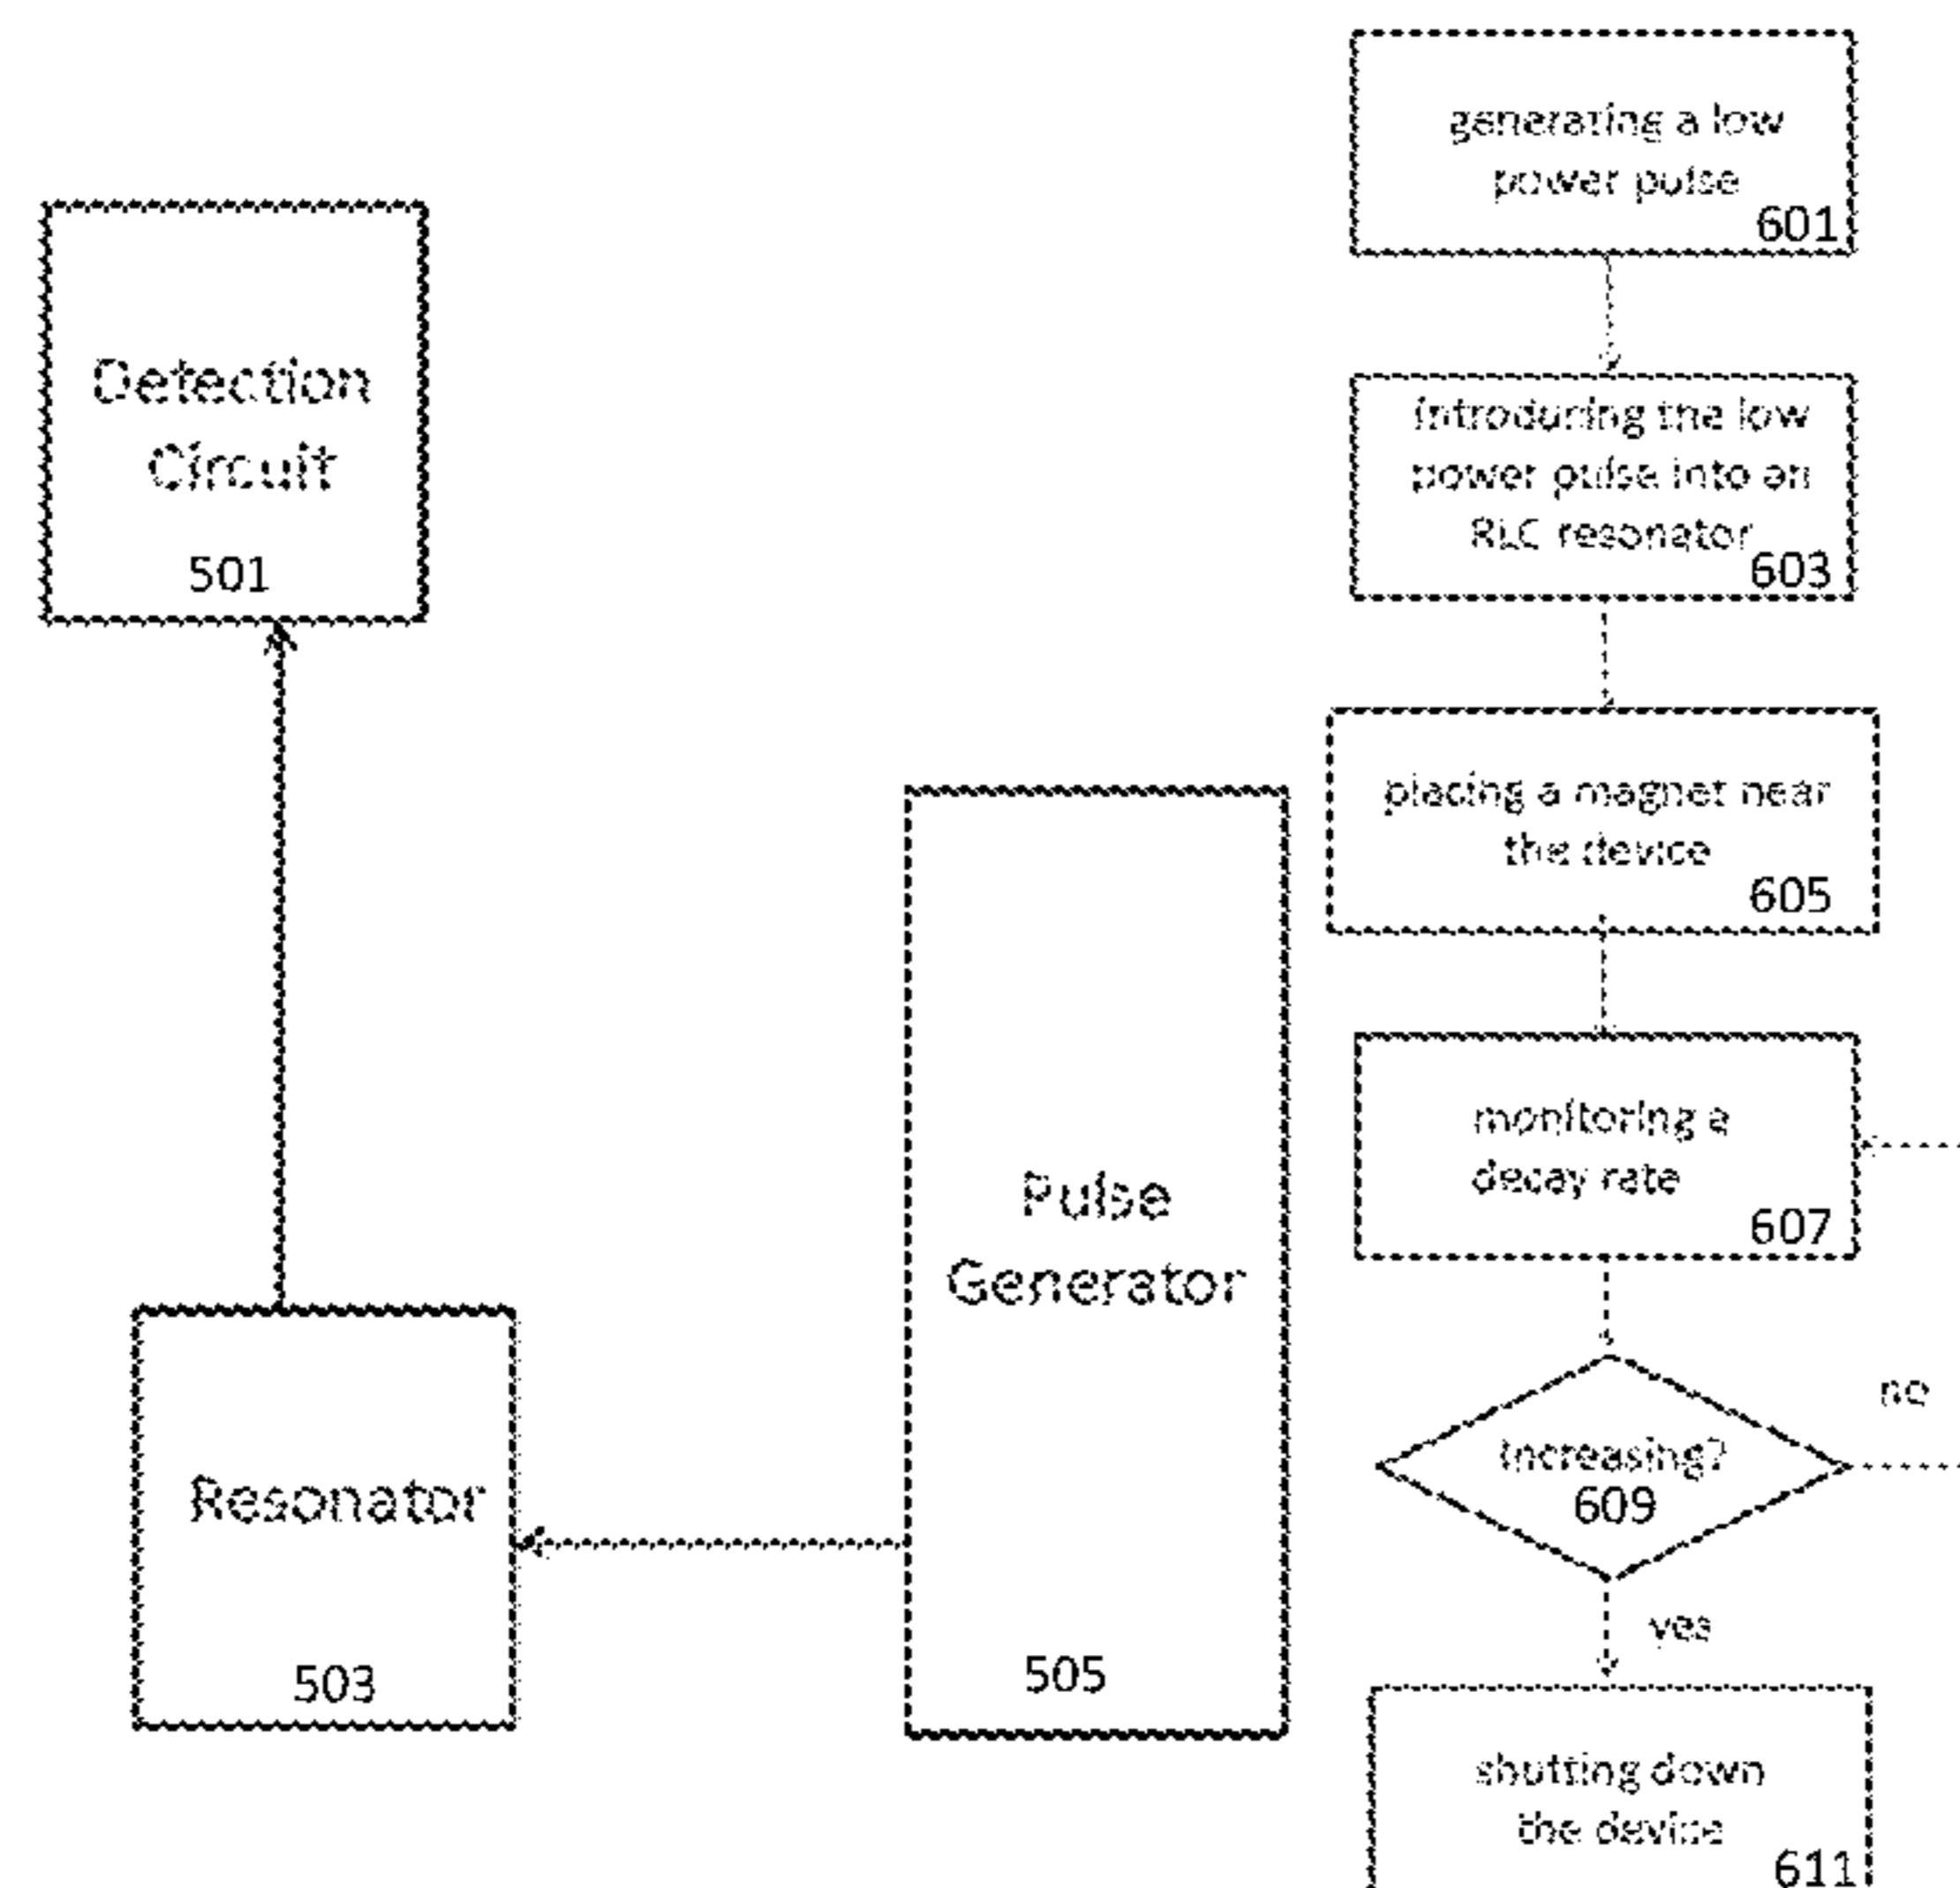 Detection
Circuit
501
Resonator
503
Pulse
Generator
505
generating a low
power pulse
601
introducing the low
power pulse into an
RLC resonator
603
placing a magnet near
the device
605
monitoring a
decay rate
607
increasing?
609
no
yes
shutting down
the device
611